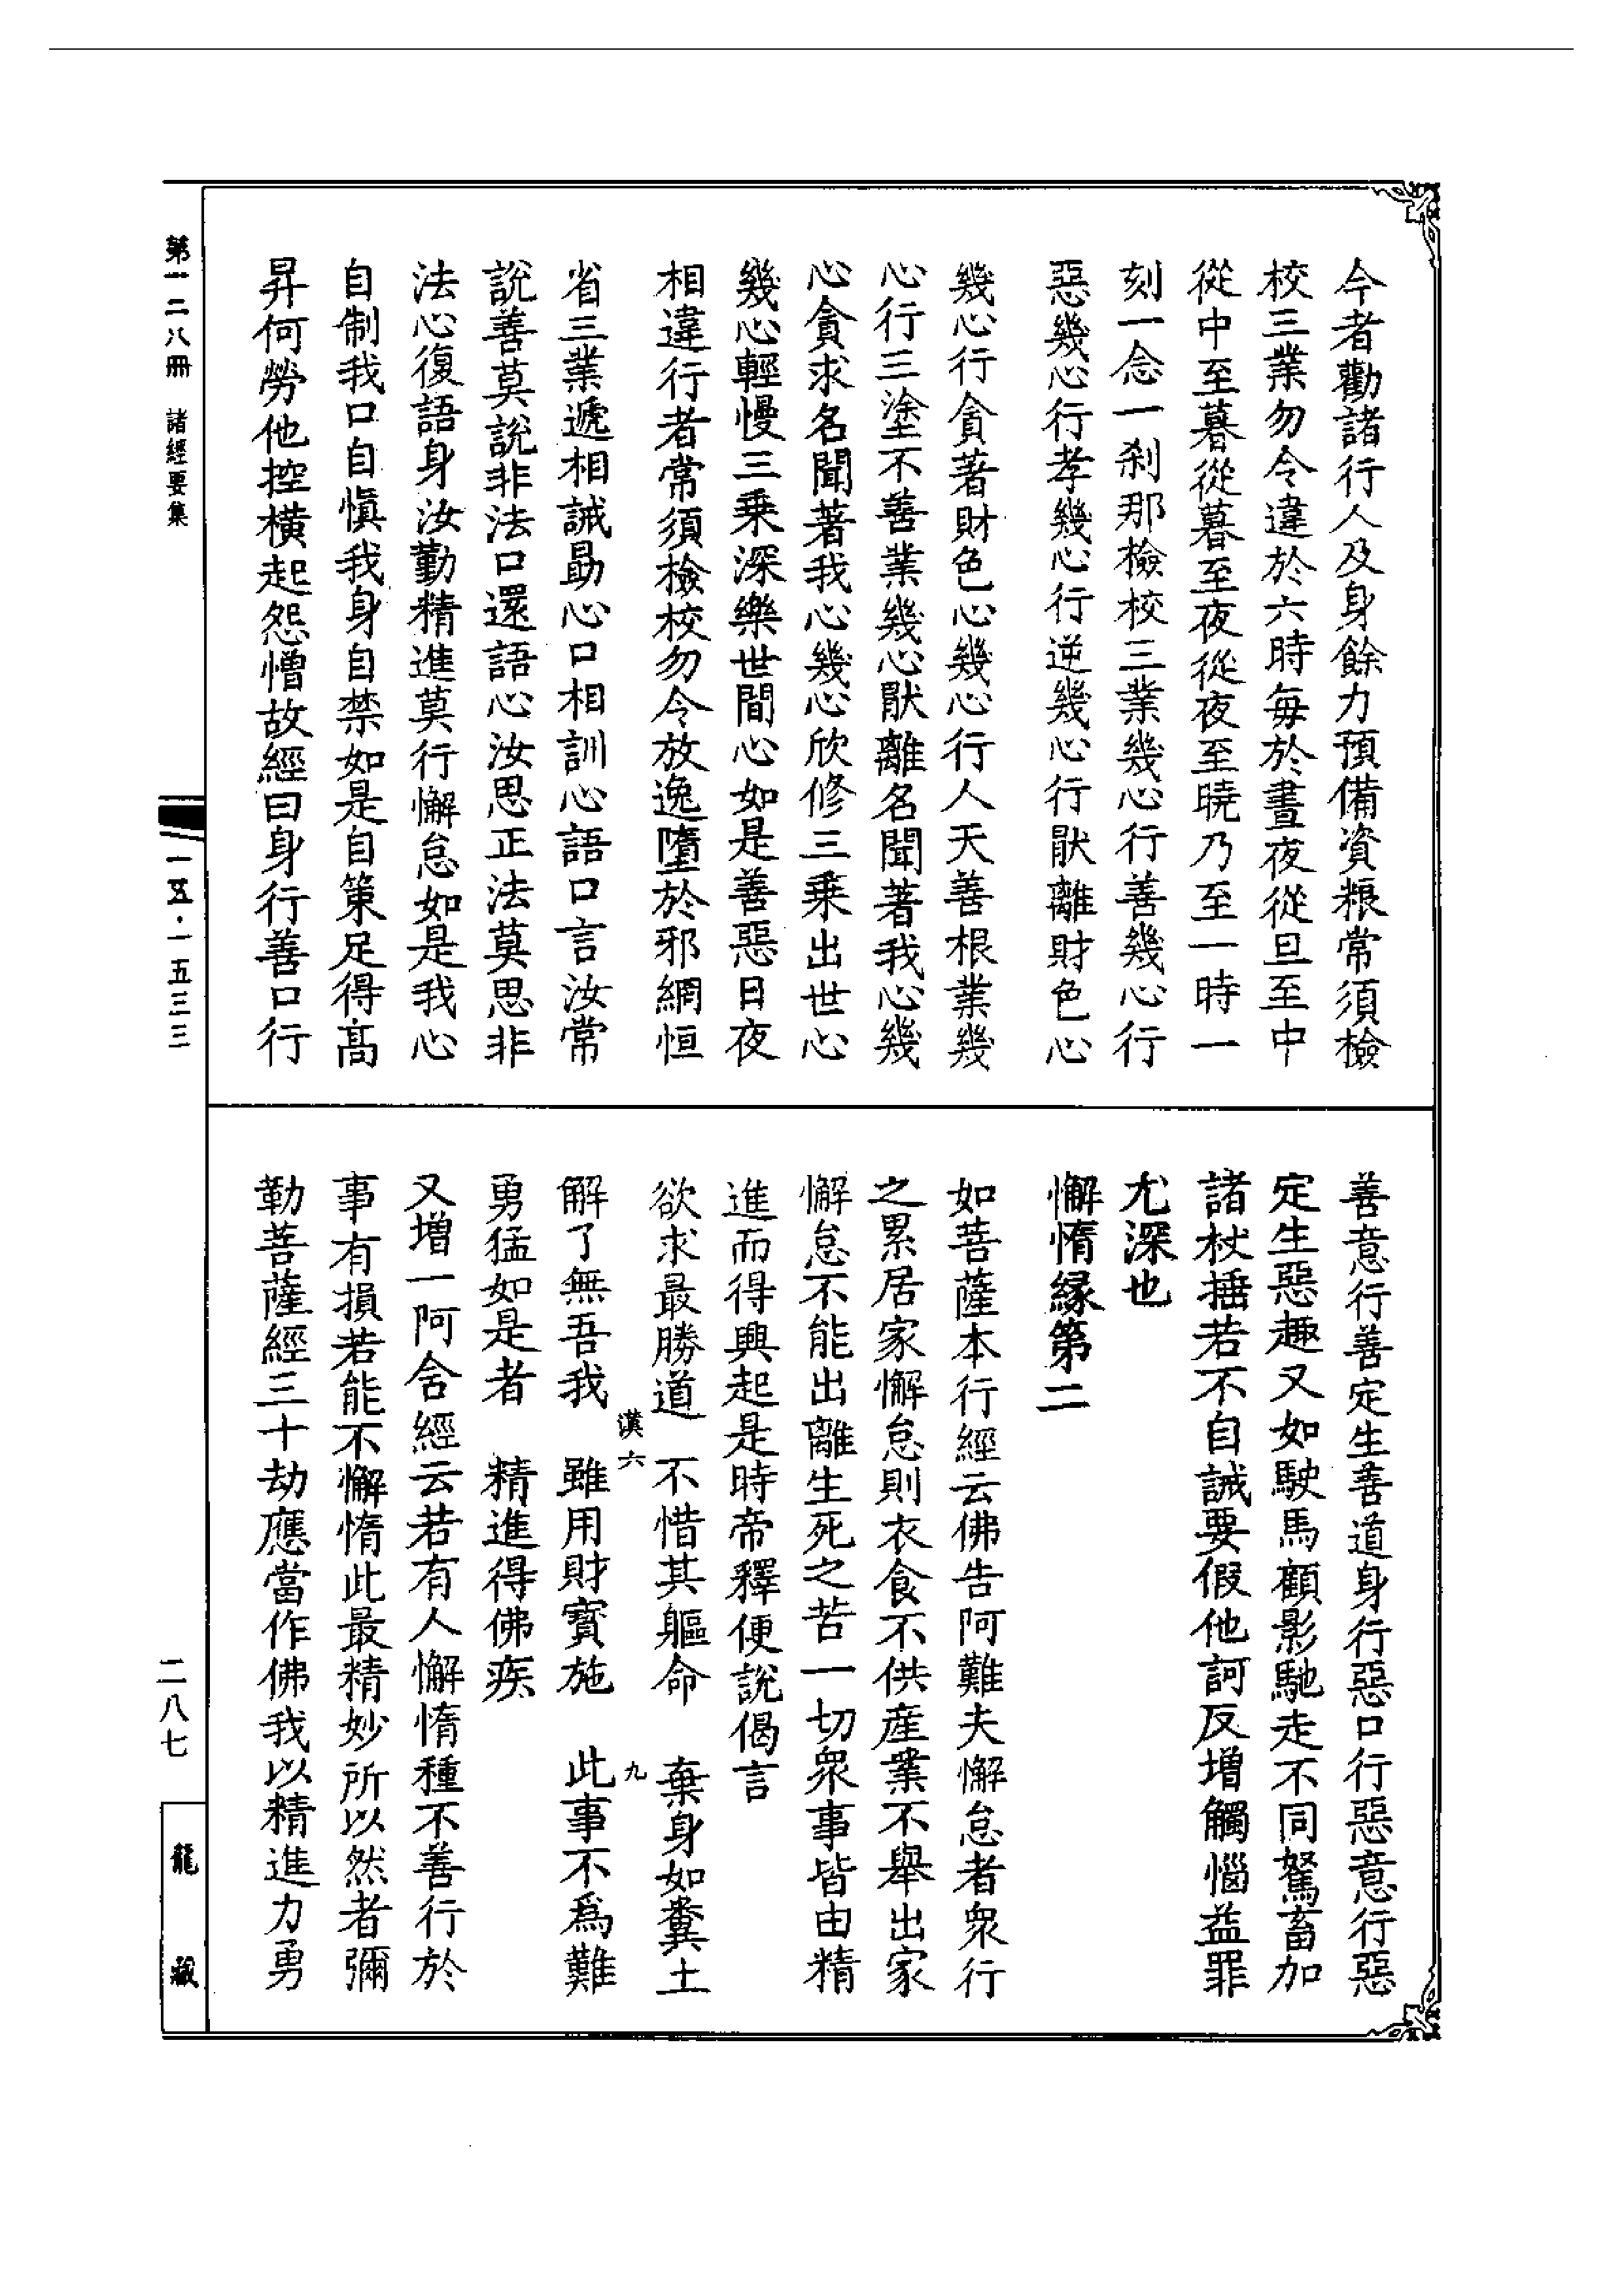 今者勸諸行人及身餘力預備資粮常須檢
校三業勿令違於六時每於晝夜從旦至中
從中至暮從暮至夜從夜至曉乃至一時一
刻一念一刹那檢校三業幾心行善幾心行
惡幾心行孝幾心行逆幾心行猒離財色心
幾心行貪著財色心幾心行人天善根業幾
心行三塗不善業幾心猒離名聞著我心幾
心貪求名聞著我心幾心欣修三乗出世心
幾心輕慢三乗深樂世間心如是善惡日夜
相違行者常須檢校勿令放逸墮於邪網恒
省三業遞相誡勗心口相訓心語口言汝常
說善莫說非法口還語心汝思正法莫思非
法心復語身汝勤精進莫行懈怠如是我心
自制我口自愼我身自禁如是自策足得髙
昇何勞他控横起怨憎故經曰身行善口行
善意行善定生善道身行惡口行惡意行惡
定生惡趣又如駛馬顧影馳走不同駑畜加
諸杖捶若不自誡要假他訶反增觸惱益罪
尤深也
懈惰縁第二
如菩薩本行經云佛告阿難夫懈怠者衆行
之累居家懈怠則衣食不供産業不舉出家
懈怠不能出離生死之苦一切衆事皆由精
進而得興起是時帝釋便說偈言
欲求最勝道　不惜其軀命　棄身如糞土
漢六　九
解了無吾我　雖用財寳施　此事不爲難
勇猛如是者　精進得佛疾
又增一阿含經云若有人懈惰種不善行於
事有損若能不懈惰此最精妙所以然者彌
勒菩薩經三十劫應當作佛我以精進力勇
第一二八冊　諸經要集
一一五·一五三三
二八七
龍藏